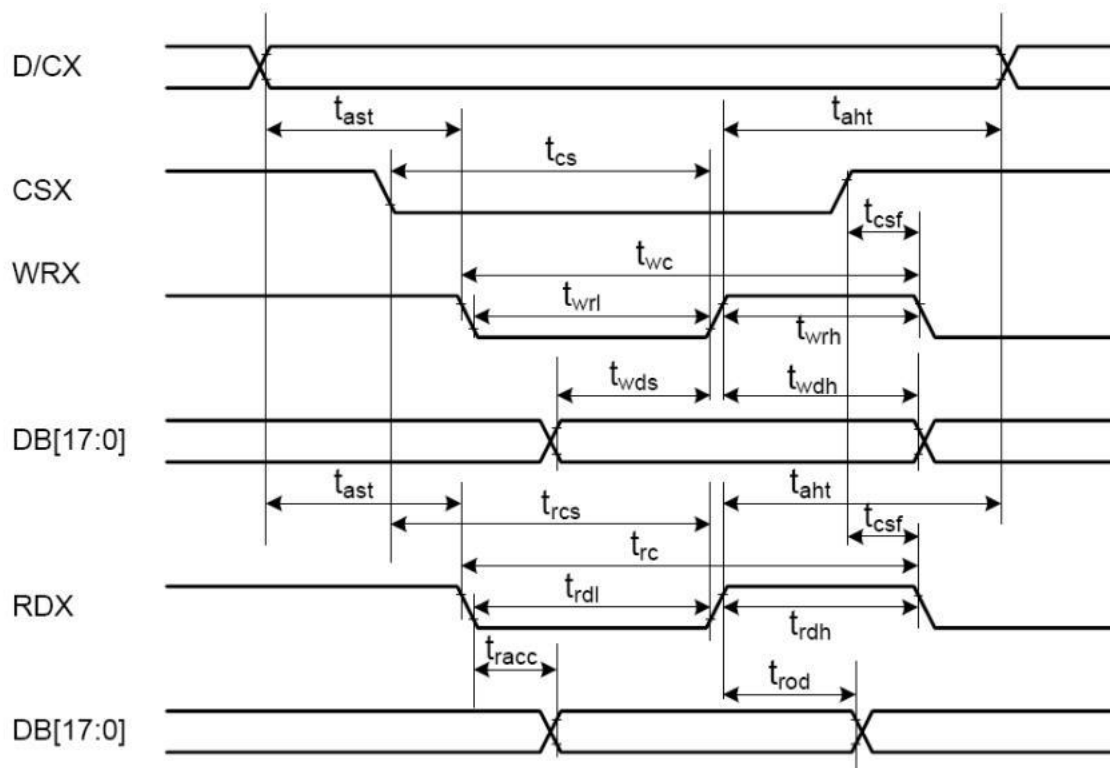 D/CX
t_ast
t_aht
t_cs
CSX
t_csf
WRX
t_wc
t_wrl
t_wrh
t_wds
t_wdh
DB[17:0]
t_ast
t_aht
t_rcs
t_csf
t_rc
RDX
t_rdl
t_rdh
t_racc
t_rod
DB[17:0]